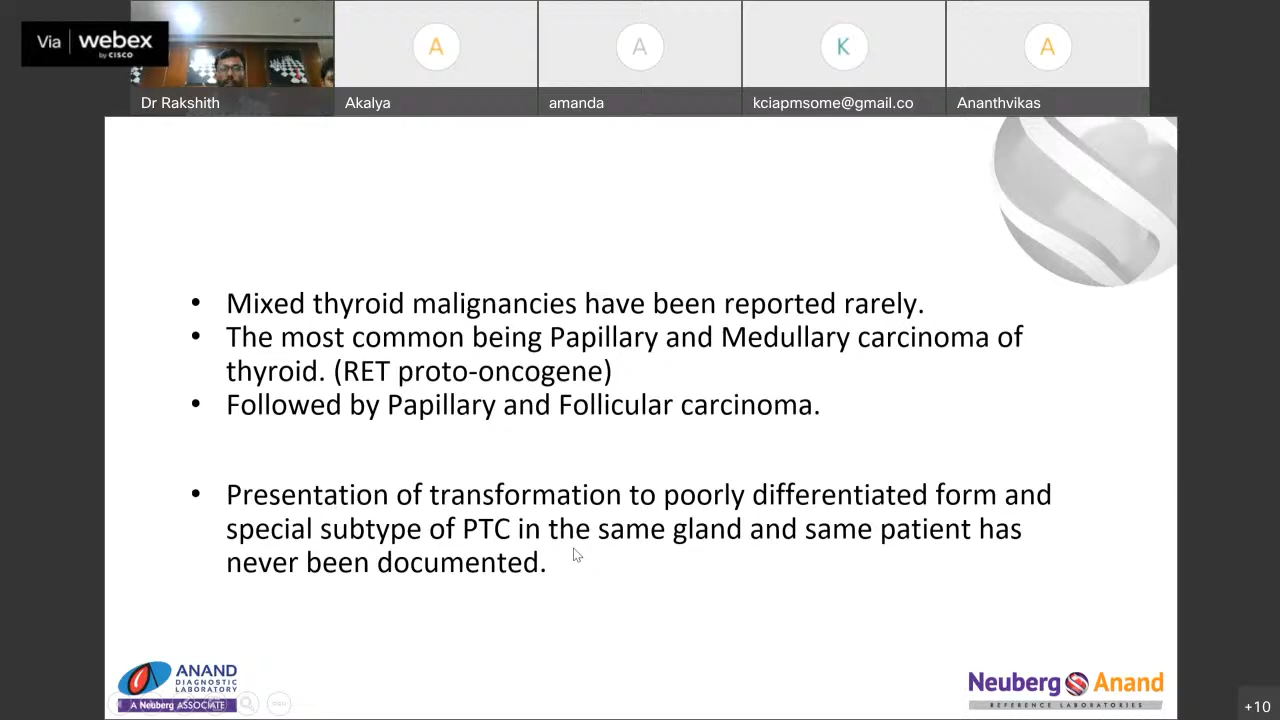 Via webex
by CISCO
A
A
K
A
Dr Rakshith
Akalya
amanda
kciapmsome@gmail.co
Ananthvikas
• Mixed thyroid malignancies have been reported rarely.
• The most common being Papillary and Medullary carcinoma of
thyroid. (RET proto-oncogene)
• Followed by Papillary and Follicular carcinoma.
• Presentation of transformation to poorly differentiated form and
special subtype of PTC in the same gland and same patient has
never been documented.
ANAND
DIAGNOSTIC
LABORATORY
A Neuberg ASSOCIATE
Neuberg Anand
REFERENCE LABORATORIES
+10